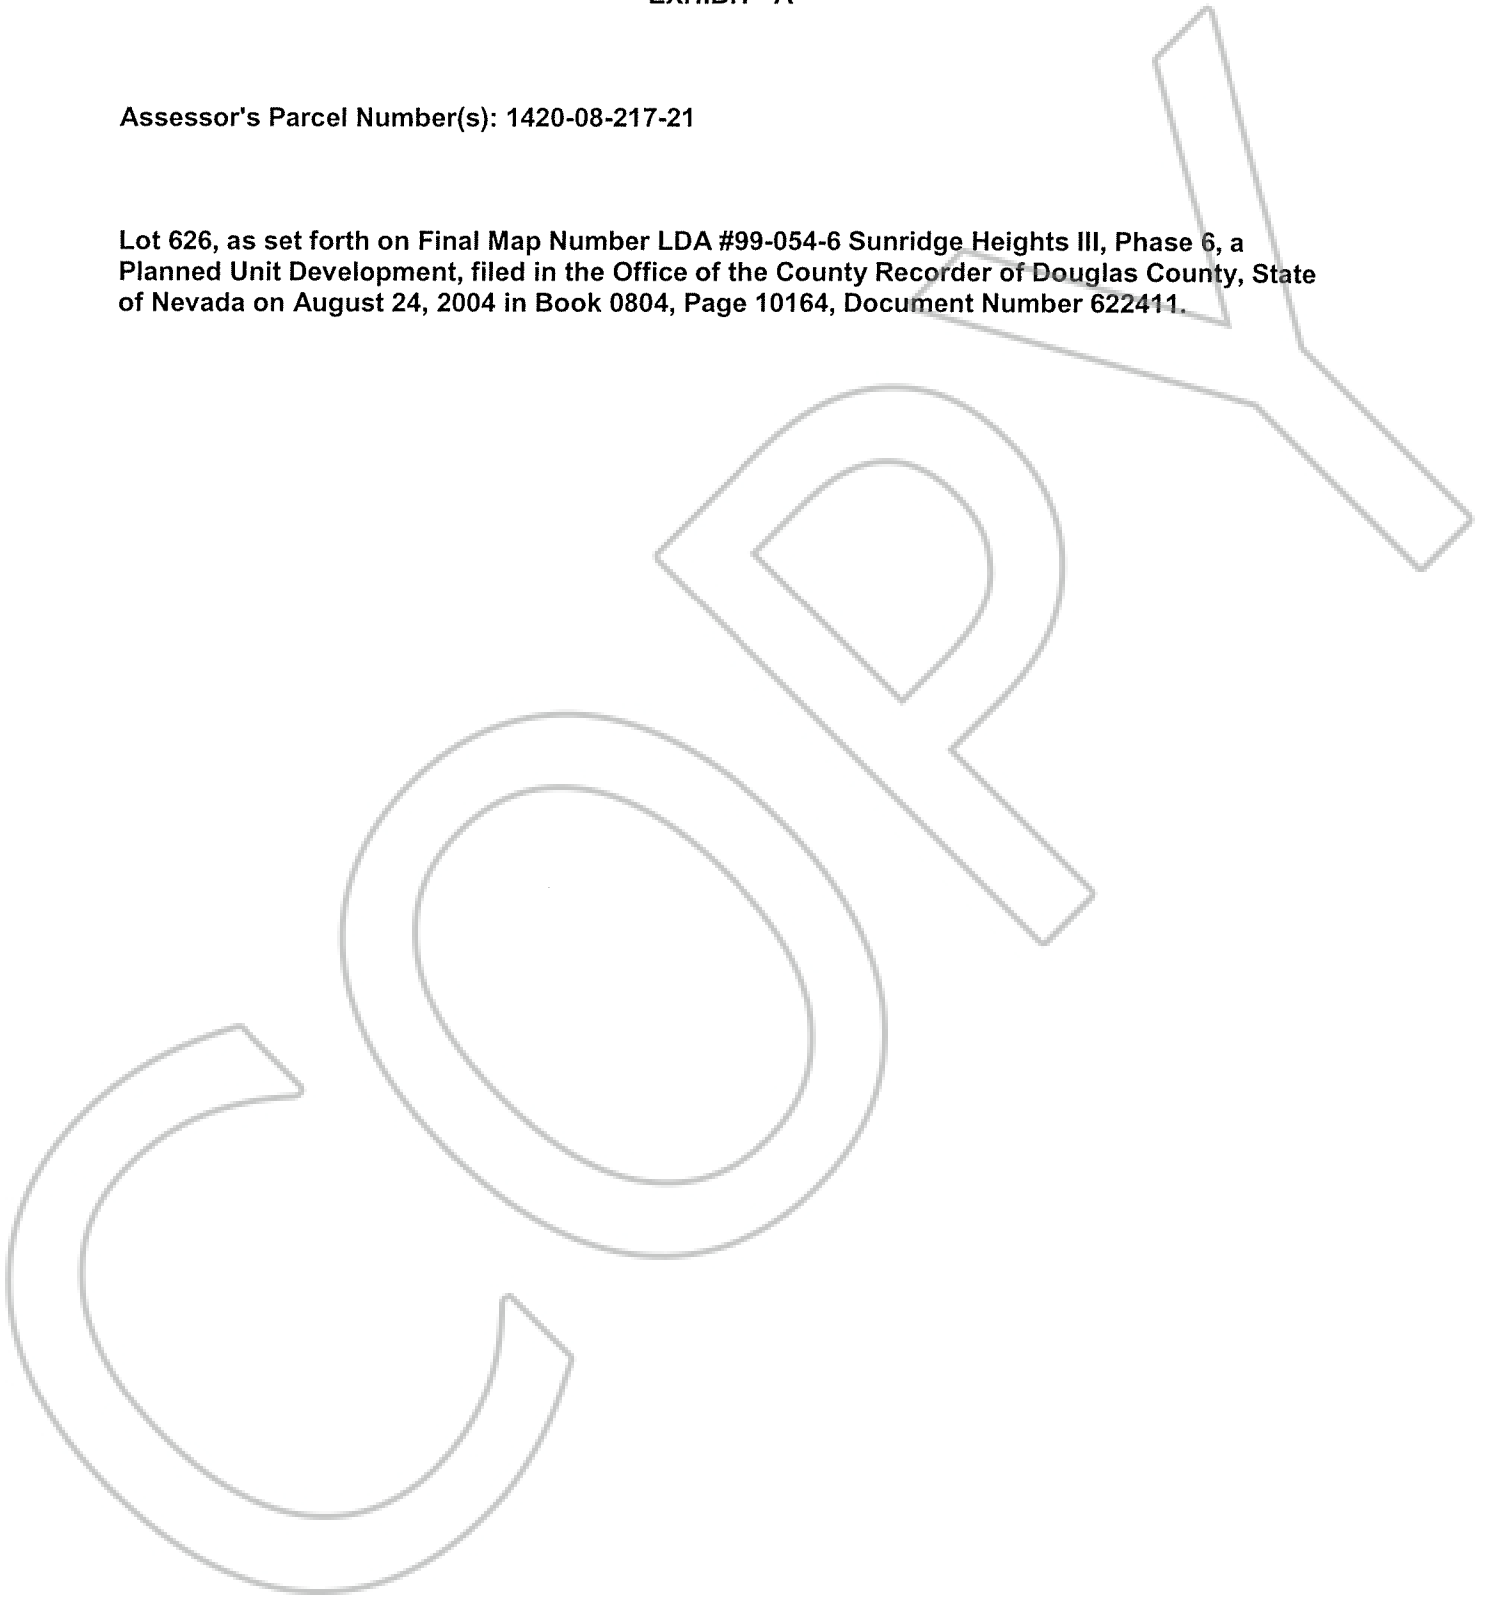 EXHIBIT "A"
Assessor's Parcel Number(s): 1420-08-217-21
Lot 626, as set forth on Final Map Number LDA #99-054-6 Sunridge Heights III, Phase 6, a
Planned Unit Development, filed in the Office of the County Recorder of Douglas County, State
of Nevada on August 24, 2004 in Book 0804, Page 10164, Document Number 622411.
COPY